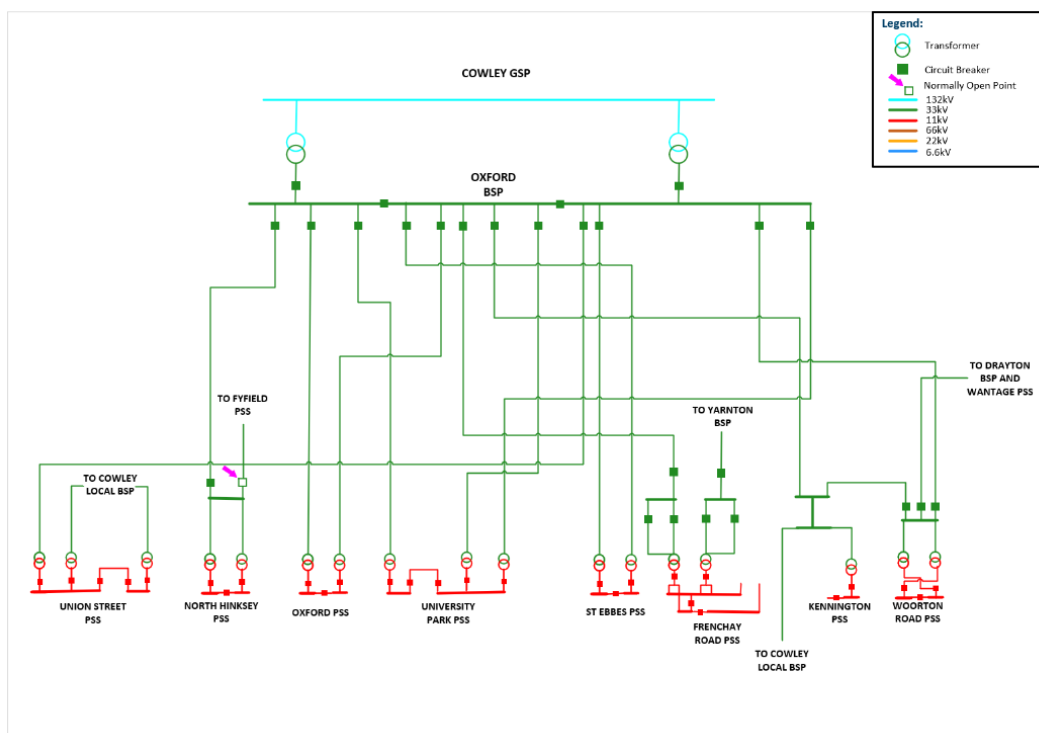 Legend:
Transformer
Circuit Breaker
Normally Open Point
132kV
33kV
11kV
66kV
22kV
6.6kV
COWLEY GSP
OXFORD
BSP
TO DRAYTON
BSP AND
WANTAGE PSS
TO FYFIELD
PSS
TO YARNTON
BSP
TO COWLEY
LOCAL BSP
UNION STREET
PSS
NORTH HINKSEY
PSS
OXFORD PSS
UNIVERSITY
PARK PSS
ST EBBES PSS
FRENCHAY
ROAD PSS
KENNINGTON
PSS
WOORTON
ROAD PSS
TO COWLEY
LOCAL BSP